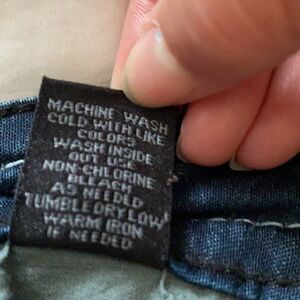 MACHINE WASH
COLD WITH LIKE
COLORS
WASH INSIDE
OUT USE
NON CHLORINE
BLEACH
AS NEEDED
TUMBLE DRY LOW
WARM IRON
IF NEEDED